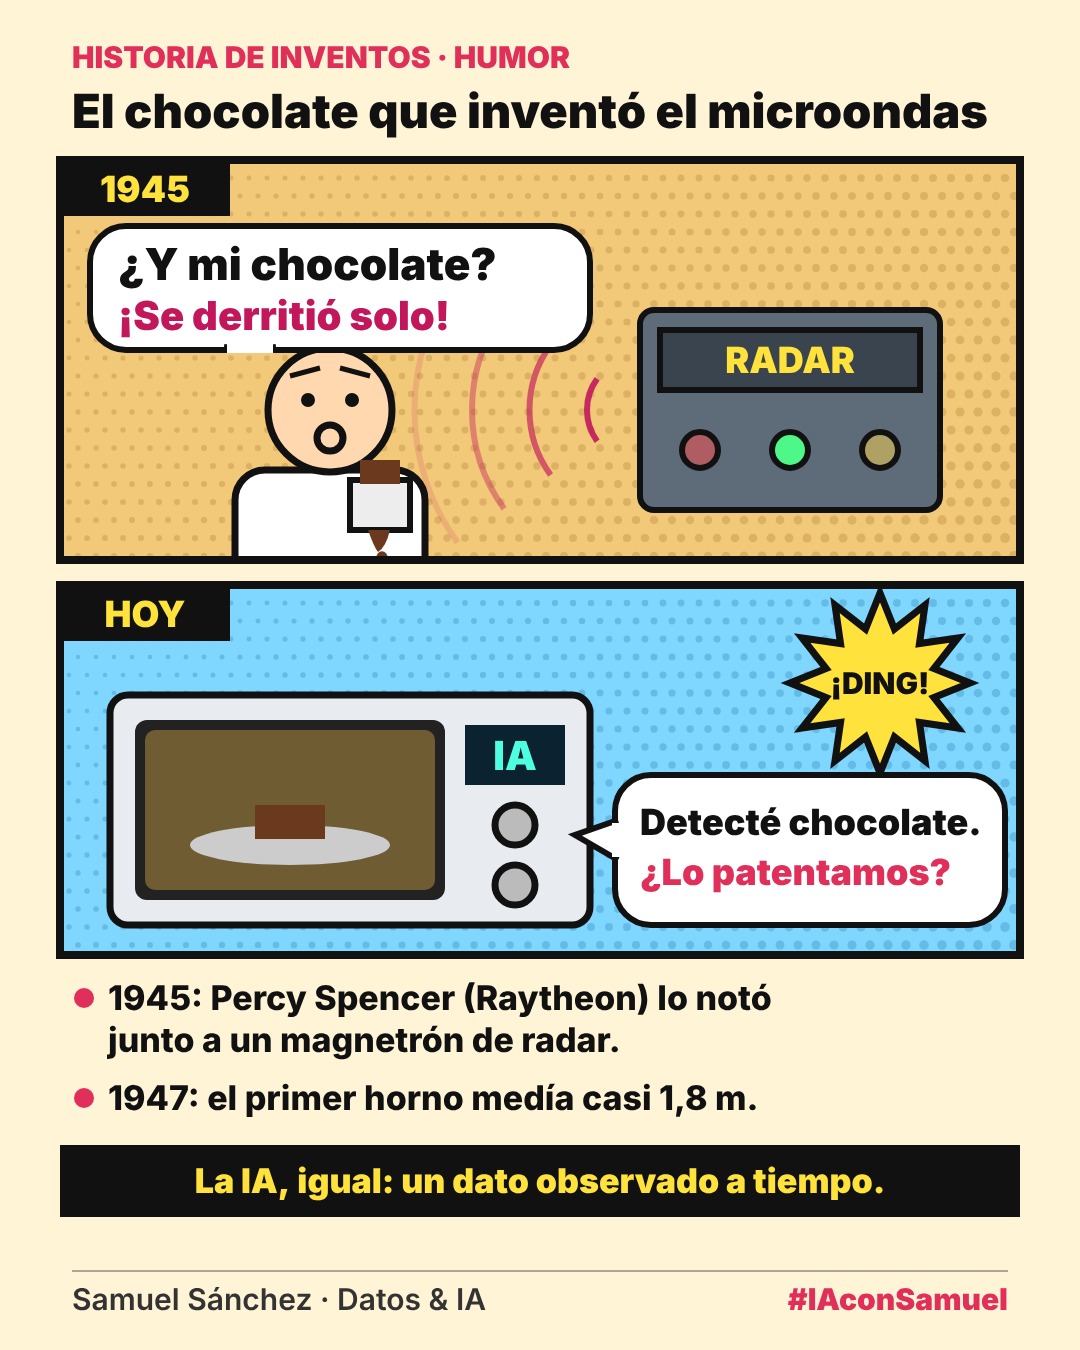 HISTORIA DE INVENTOS · HUMOR
El chocolate que inventó el microondas
1945
¿Y mi chocolate?
¡Se derritió solo!
RADAR
HOY
¡DING!
IA
Detecté chocolate.
¿Lo patentamos?
1945: Percy Spencer (Raytheon) lo notó
junto a un magnetrón de radar.
1947: el primer horno medía casi 1,8 m.
La IA, igual: un dato observado a tiempo.
Samuel Sánchez · Datos & IA
#IAconSamuel